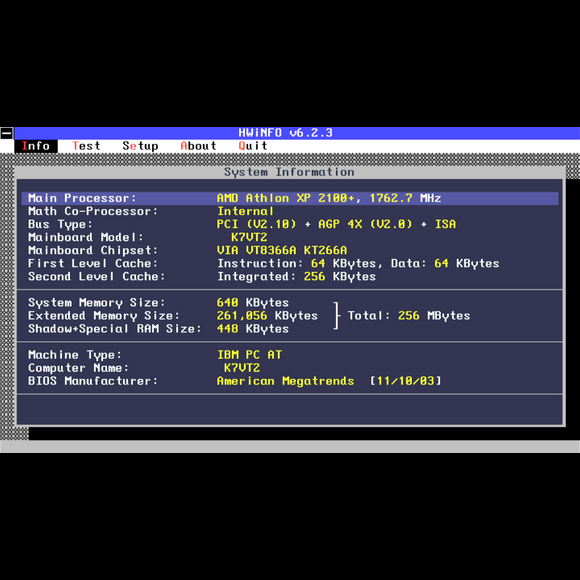 HWiNFO v6.2.3
Info Test Setup About Quit
System Information
Main Processor: AMD Athlon XP 2100+, 1762.7 MHz
Math Co-Processor: Internal
Bus Type: PCI (V2.10) + AGP 4X (V2.0) + ISA
Mainboard Model: K7VT2
Mainboard Chipset: VIA VT8366A KT266A
First Level Cache: Instruction: 64 KBytes, Data: 64 KBytes
Second Level Cache: Integrated: 256 KBytes
System Memory Size: 640 KBytes
Extended Memory Size: 261,056 KBytes Total: 256 MBytes
Shadow+Special RAM Size: 448 KBytes
Machine Type: IBM PC AT
Computer Name: K7VT2
BIOS Manufacturer: American Megatrends [11/10/03]